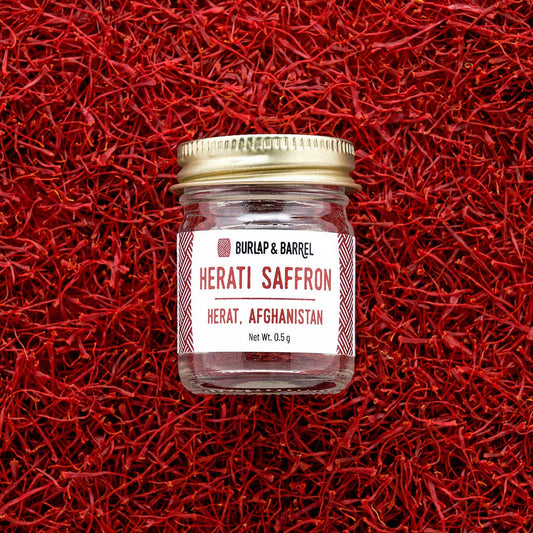 BURLAP & BARREL
HERATI SAFFRON
HERAT, AFGHANISTAN
Net Wt. 0.5 g